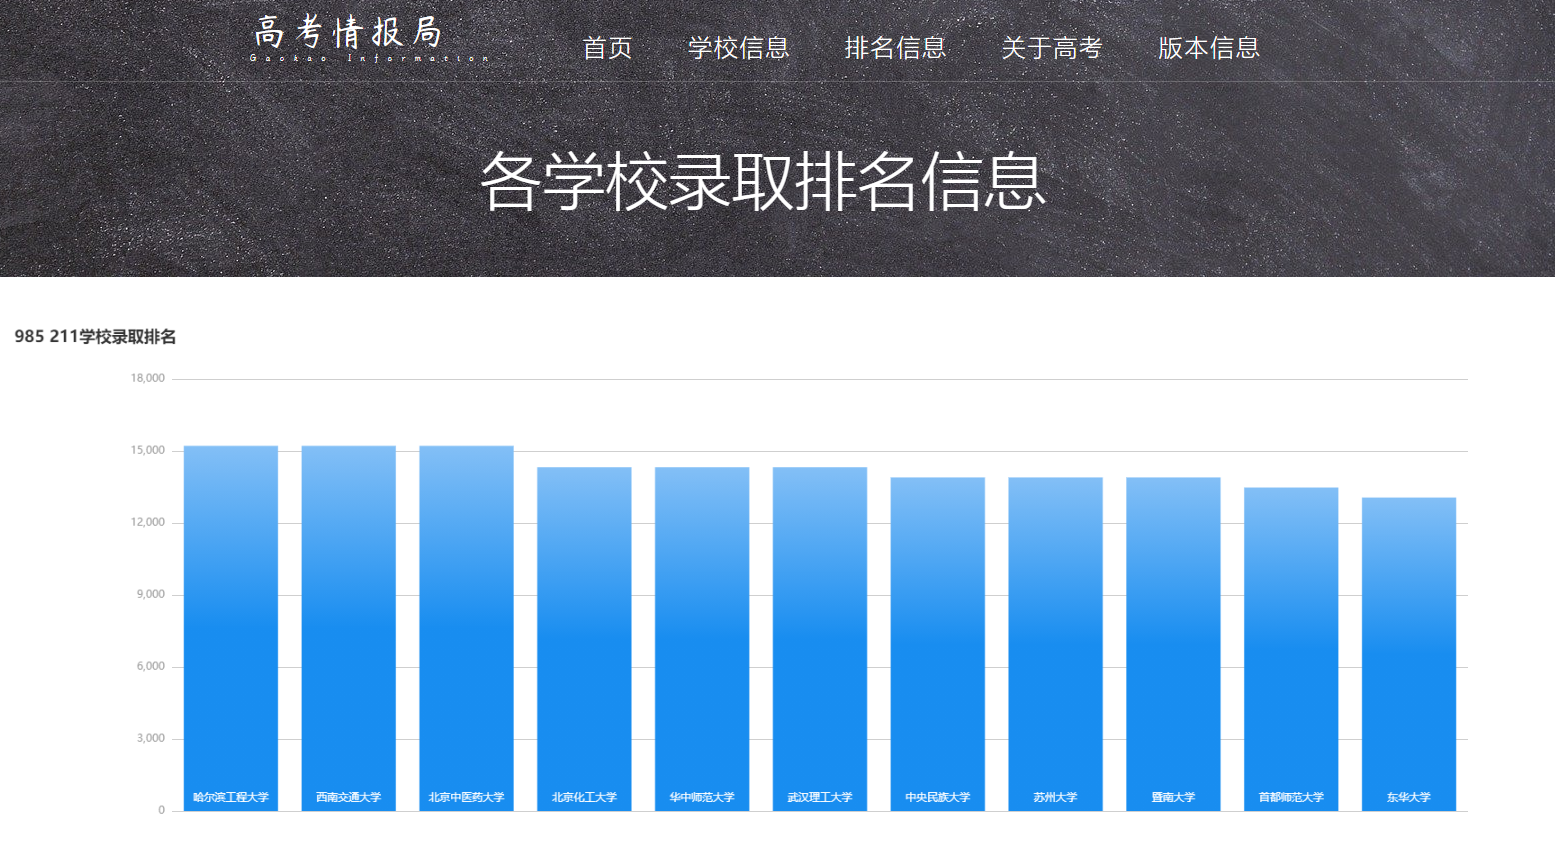 高考情报局
Gaokao Information
首页 学校信息 排名信息 关于高考 版本信息
各学校录取排名信息
985 211学校录取排名
18,000
15,000
12,000
9,000
6,000
3,000
0
哈尔滨工程大学 西南交通大学 北京中医药大学 北京化工大学 华中师范大学 武汉理工大学 中央民族大学 苏州大学 暨南大学 首都师范大学 东华大学